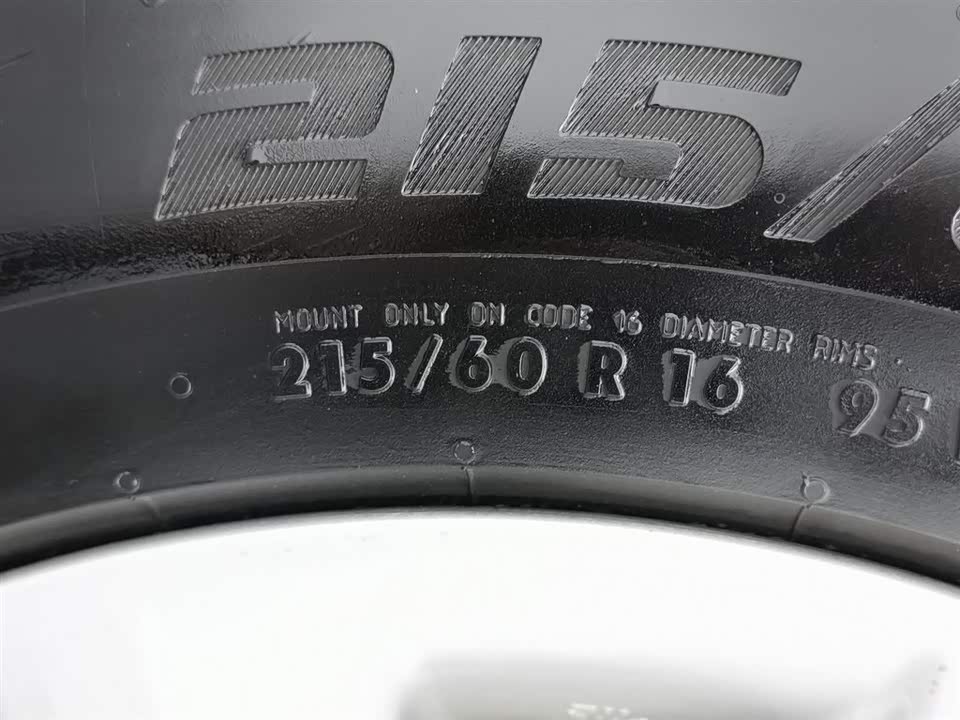 215/
MOUNT ONLY ON CODE 16 DIAMETER RIMS
215/60 R 16 95